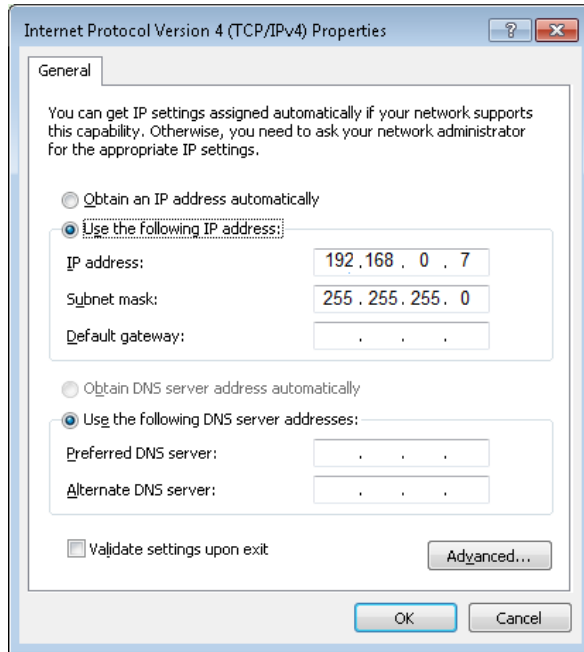 Internet Protocol Version 4 (TCP/IPv4) Properties
General
You can get IP settings assigned automatically if your network supports
this capability. Otherwise, you need to ask your network administrator
for the appropriate IP settings.
Obtain an IP address automatically
Use the following IP address:
IP address: 192 . 168 . 0 . 7
Subnet mask: 255 . 255 . 255 . 0
Default gateway: . . .
Obtain DNS server address automatically
Use the following DNS server addresses:
Preferred DNS server: . . .
Alternate DNS server: . . .
Validate settings upon exit
Advanced...
OK Cancel